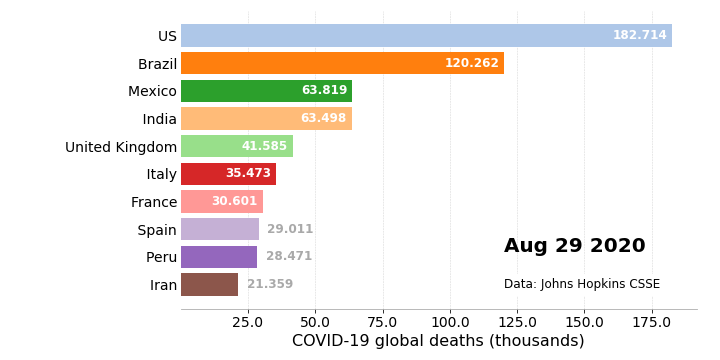 US 182.714
Brazil 120.262
Mexico 63.819
India 63.498
United Kingdom 41.585
Italy 35.473
France 30.601
Spain 29.011
Peru 28.471
Iran 21.359
Aug 29 2020
Data: Johns Hopkins CSSE
25.0 50.0 75.0 100.0 125.0 150.0 175.0
COVID-19 global deaths (thousands)